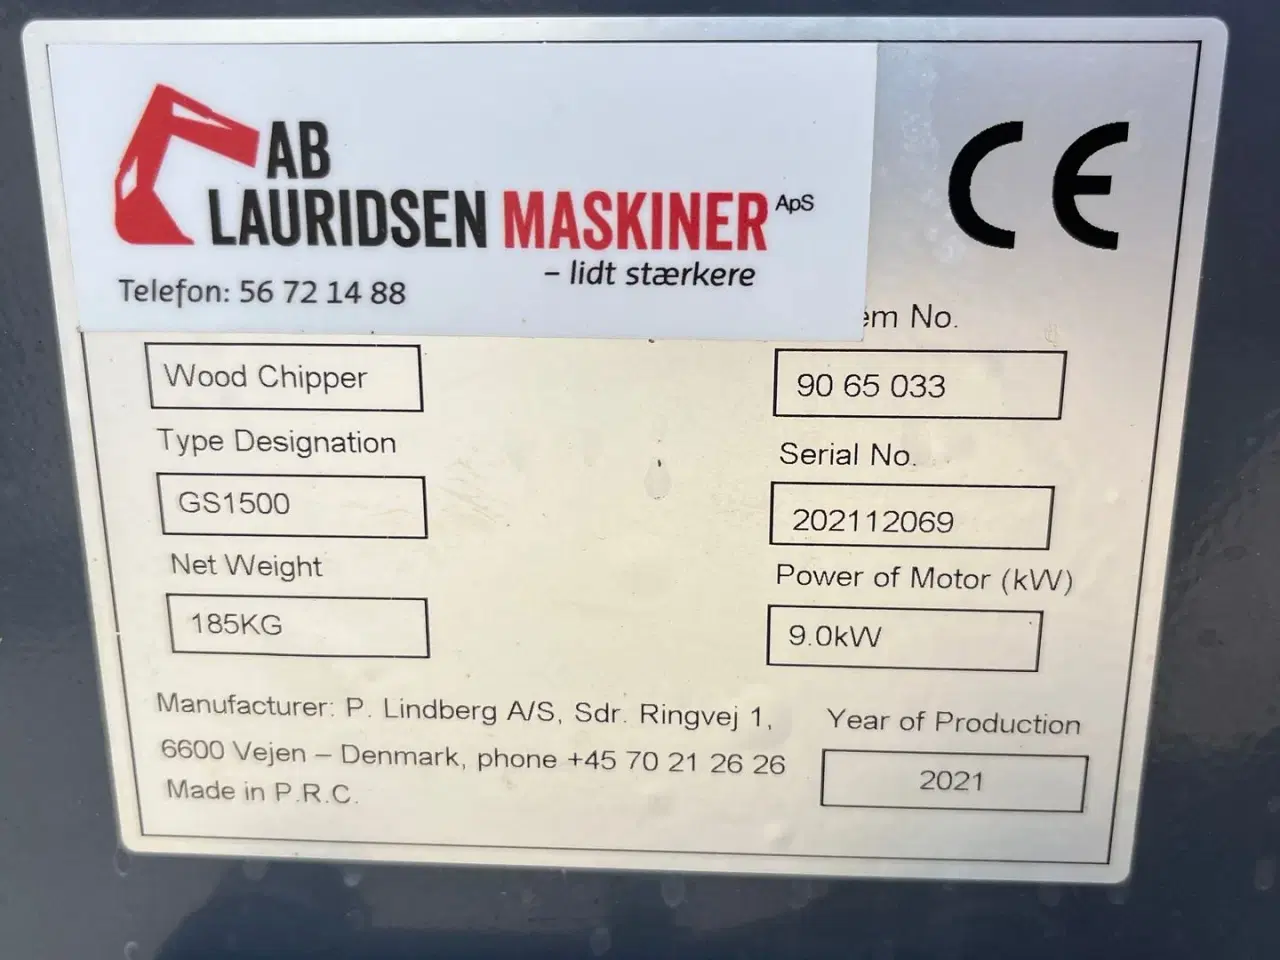 AB
LAURIDSEN MASKINER ApS
– lidt stærkere
Telefon: 56 72 14 88
CE
em No.
Wood Chipper
90 65 033
Type Designation
Serial No.
GS1500
202112069
Net Weight
Power of Motor (kW)
185KG
9.0kW
Manufacturer: P. Lindberg A/S, Sdr. Ringvej 1,
6600 Vejen – Denmark, phone +45 70 21 26 26
Made in P.R.C.
Year of Production
2021